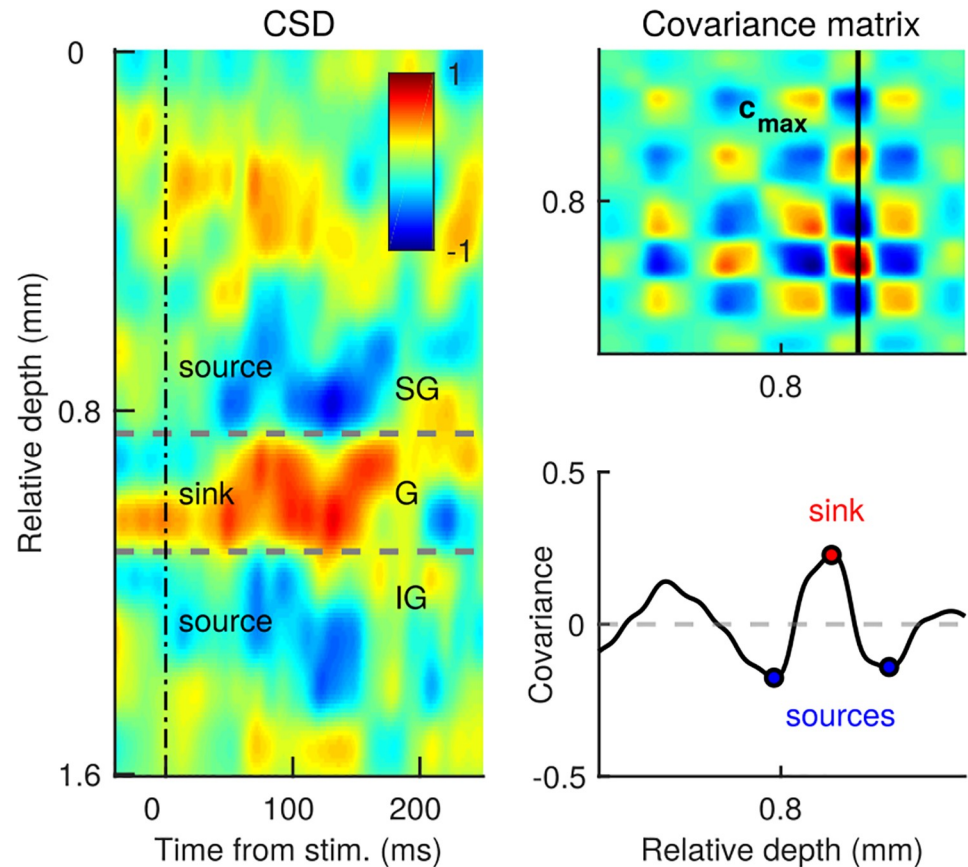 CSD
0
0.8
1.6
Relative depth (mm)
1
-1
source
SG
sink
G
IG
source
0
100
200
Time from stim. (ms)
Covariance matrix
cmax
0.8
0.8
0.5
0
-0.5
Covariance
sink
sources
0.8
Relative depth (mm)